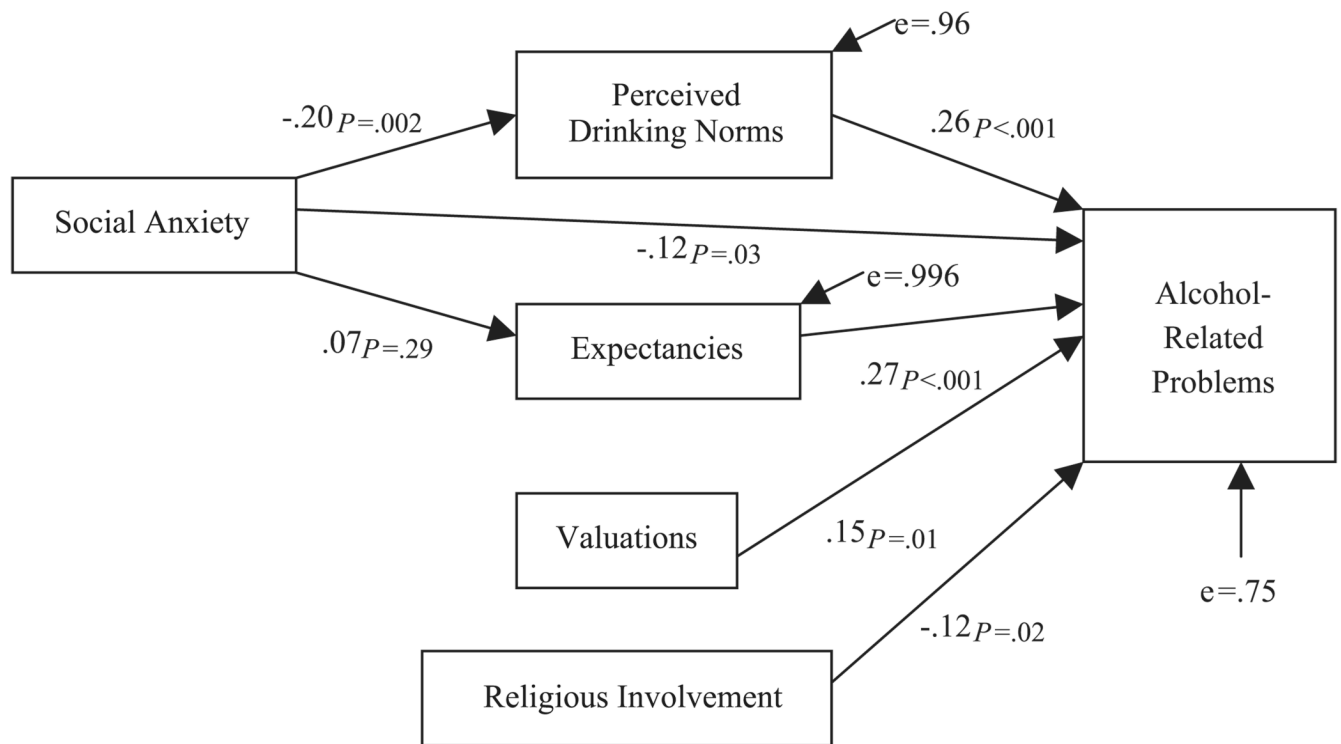 e=.96
Perceived
Drinking Norms
-.20 P=.002
.26 P<.001
Social Anxiety
-.12 P=.03
e=.996
Alcohol-
Related
Problems
Expectancies
.07 P=.29
.27 P<.001
Valuations
.15 P=.01
e=.75
-.12 P=.02
Religious Involvement